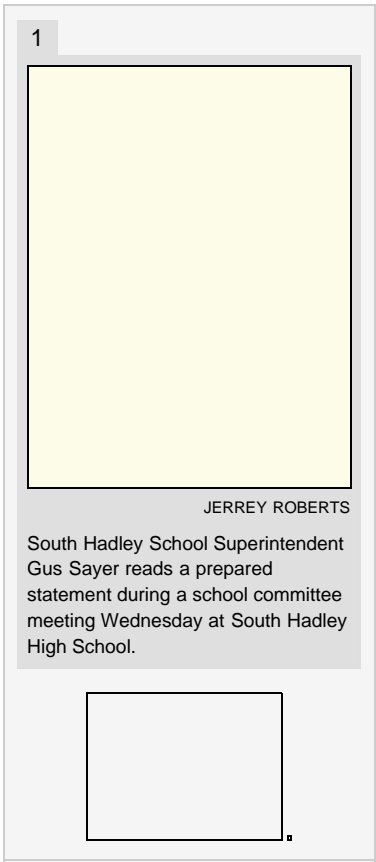 1
JERREY ROBERTS
South Hadley School Superintendent
Gus Sayer reads a prepared
statement during a school committee
meeting Wednesday at South Hadley
High School.